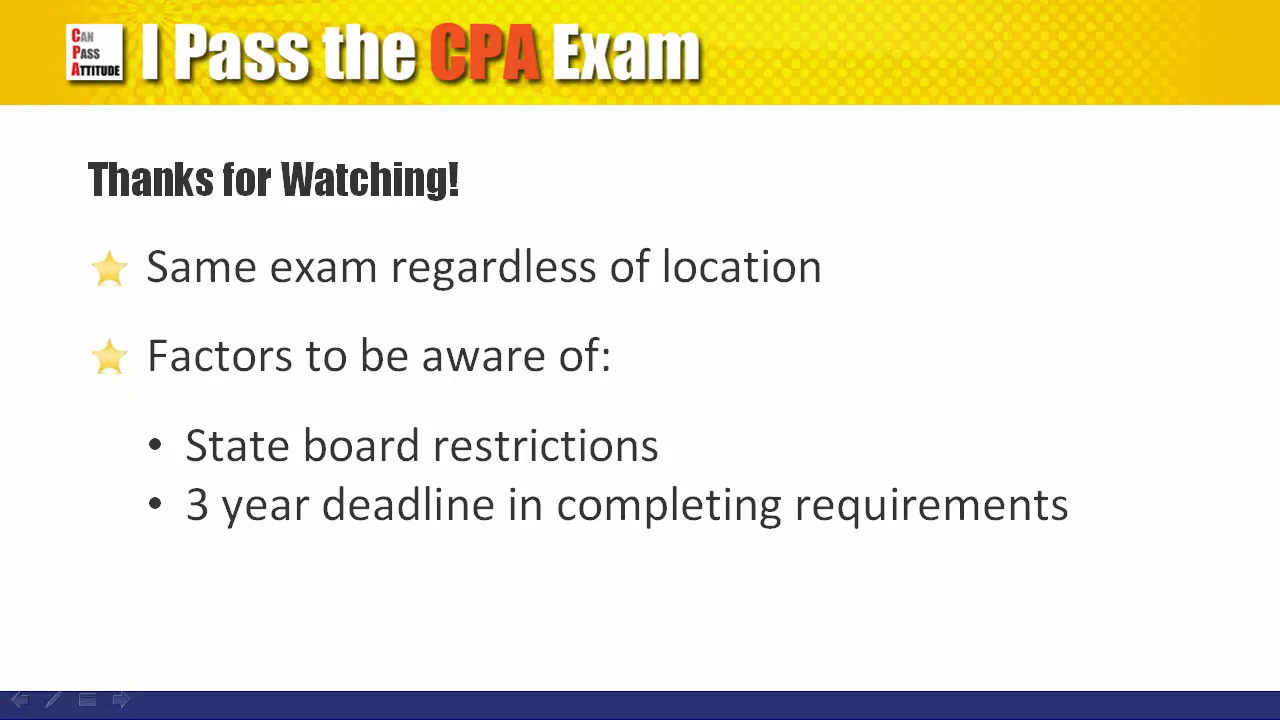 CAN
PASS
ATTITUDE
I Pass the CPA Exam
Thanks for Watching!
Same exam regardless of location
Factors to be aware of:
• State board restrictions
• 3 year deadline in completing requirements